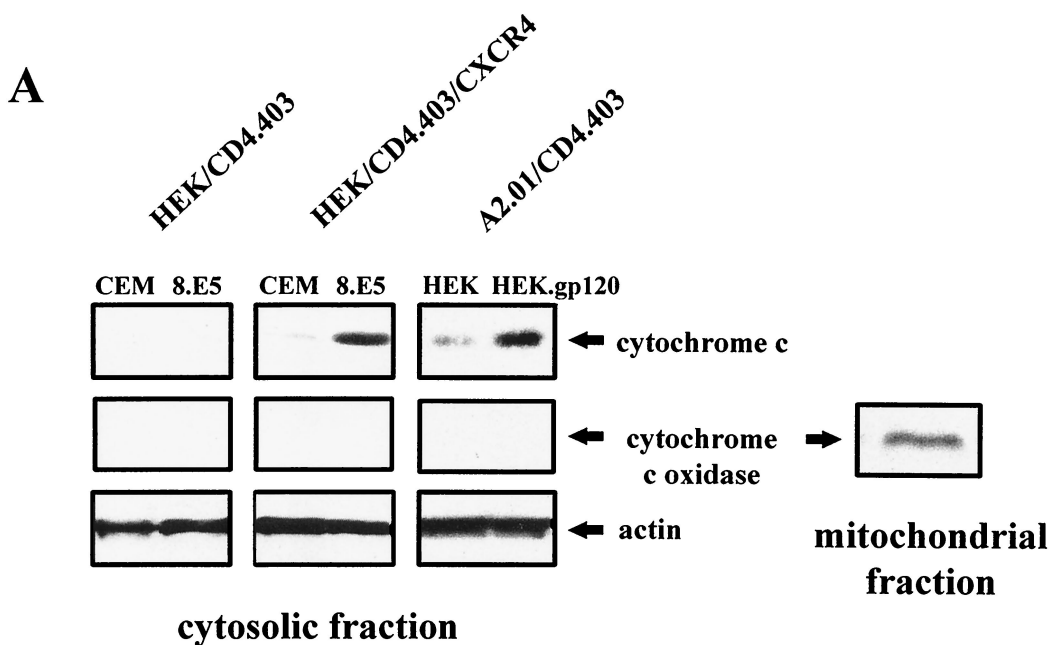 A
HEK/CD4.403
HEK/CD4.403/CXCR4
A2.01/CD4.403
CEM 8.E5
CEM 8.E5
HEK HEK.gp120
cytochrome c
cytochrome
c oxidase
actin
mitochondrial
fraction
cytosolic fraction